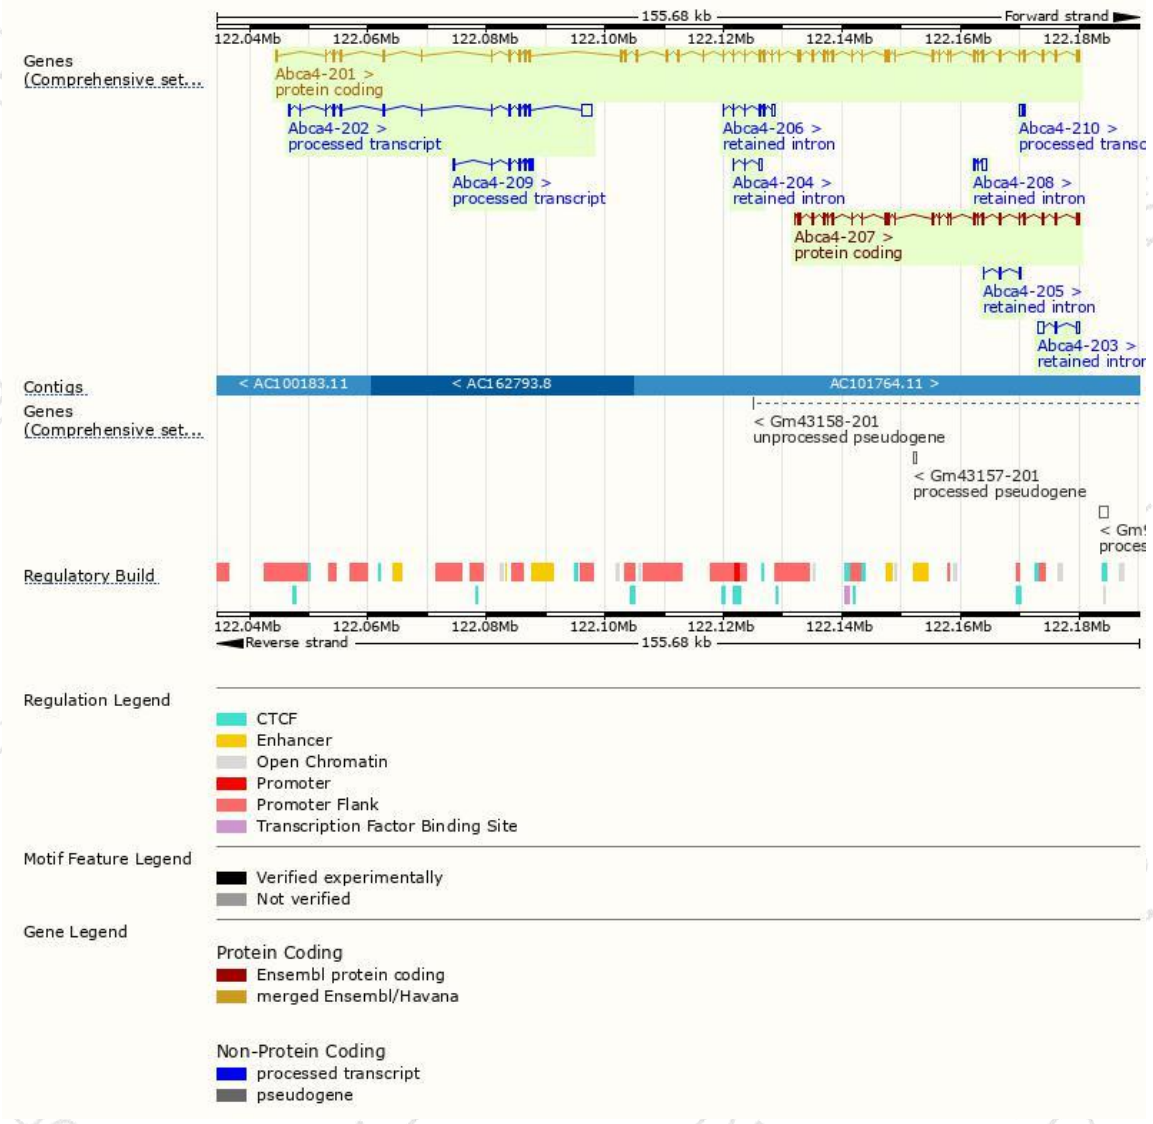 155.68 kb Forward strand
122.04Mb 122.06Mb 122.08Mb 122.10Mb 122.12Mb 122.14Mb 122.16Mb 122.18Mb
Genes
(Comprehensive set...
Abca4-201 >
protein coding
Abca4-202 > Abca4-206 > Abca4-210 >
processed transcript retained intron processed transc
Abca4-209 > Abca4-204 > Abca4-208 >
processed transcript retained intron retained intron
Abca4-207 >
protein coding
Abca4-205 >
retained intron
Abca4-203 >
retained intror
Contigs < AC100183.11 < AC162793.8 AC101764.11 >
Genes
(Comprehensive set...
< Gm43158-201
unprocessed pseudogene
< Gm43157-201
processed pseudogene
< Gm9
proces
Regulatory Build
122.04Mb 122.06Mb 122.08Mb 122.10Mb 122.12Mb 122.14Mb 122.16Mb 122.18Mb
Reverse strand 155.68 kb
Regulation Legend
CTCF
Enhancer
Open Chromatin
Promoter
Promoter Flank
Transcription Factor Binding Site
Motif Feature Legend
Verified experimentally
Not verified
Gene Legend
Protein Coding
Ensembl protein coding
merged Ensembl/Havana
Non-Protein Coding
processed transcript
pseudogene